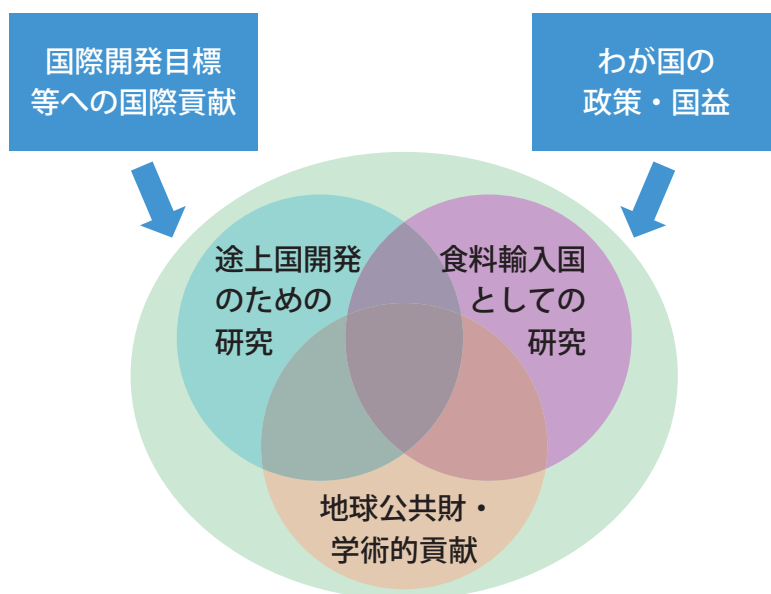 国際開発目標
等への国際貢献
わが国の
政策・国益
途上国開発
のための
研究
食料輸入国
としての
研究
地球公共財・
学術的貢献